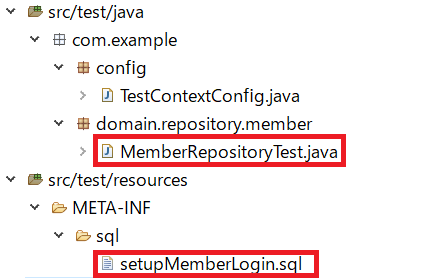 src/test/java
com.example
config
TestContextConfig.java
domain.repository.member
MemberRepositoryTest.java
src/test/resources
META-INF
sql
setupMemberLogin.sql